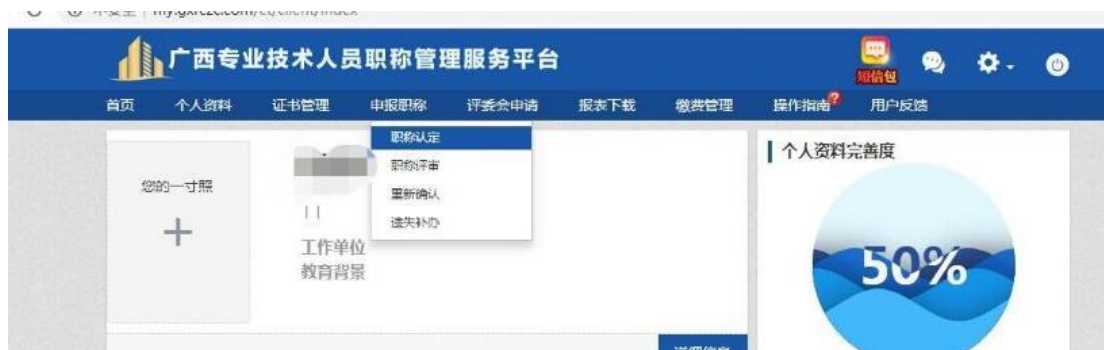 广西专业技术人员职称管理服务平台
短信包
首页 个人资料 证书管理 申报职称 评委会申请 报表下载 缴费管理 操作指南? 用户反馈
职称认定
职称评审
重新确认
遗失补办
您的一寸照
工作单位
教育背景
个人资料完善度
50%